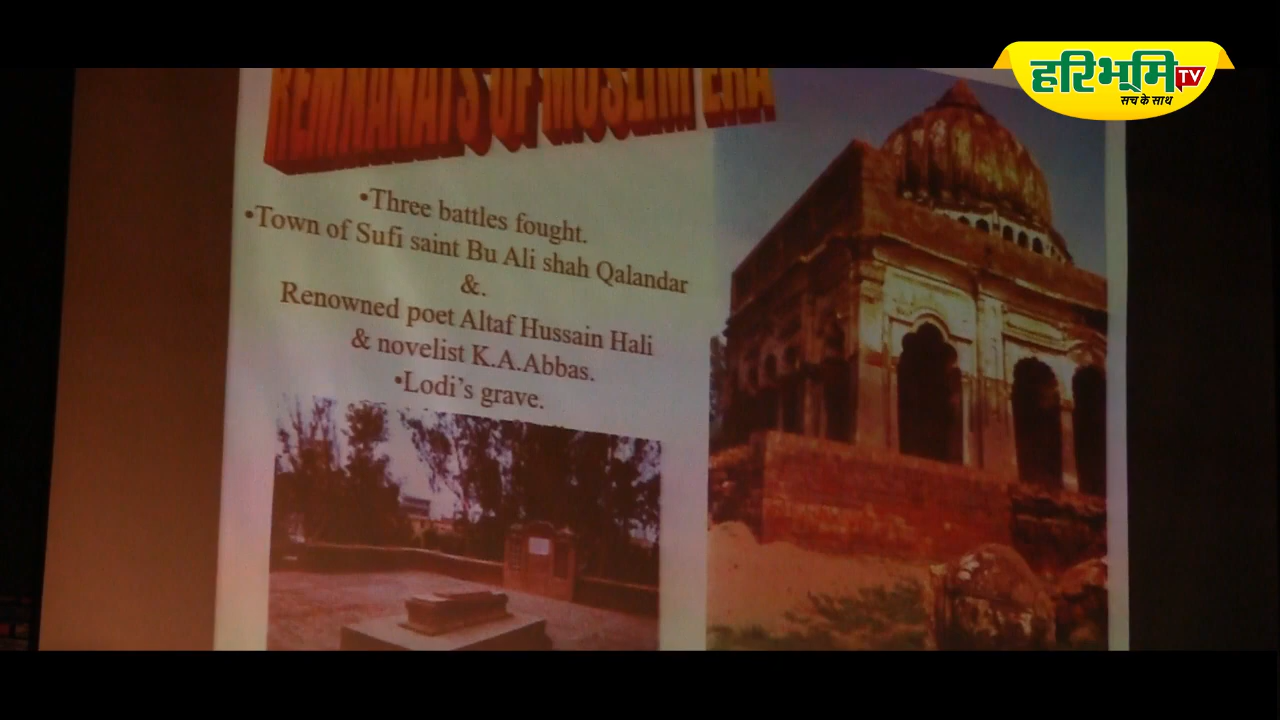 हरिभूमि TV
सच के साथ
REMNANATS OF MUSLIM ERA
•Three battles fought.
•Town of Sufi saint Bu Ali shah Qalandar
&.
Renowned poet Altaf Hussain Hali
& novelist K.A.Abbas.
•Lodi's grave.